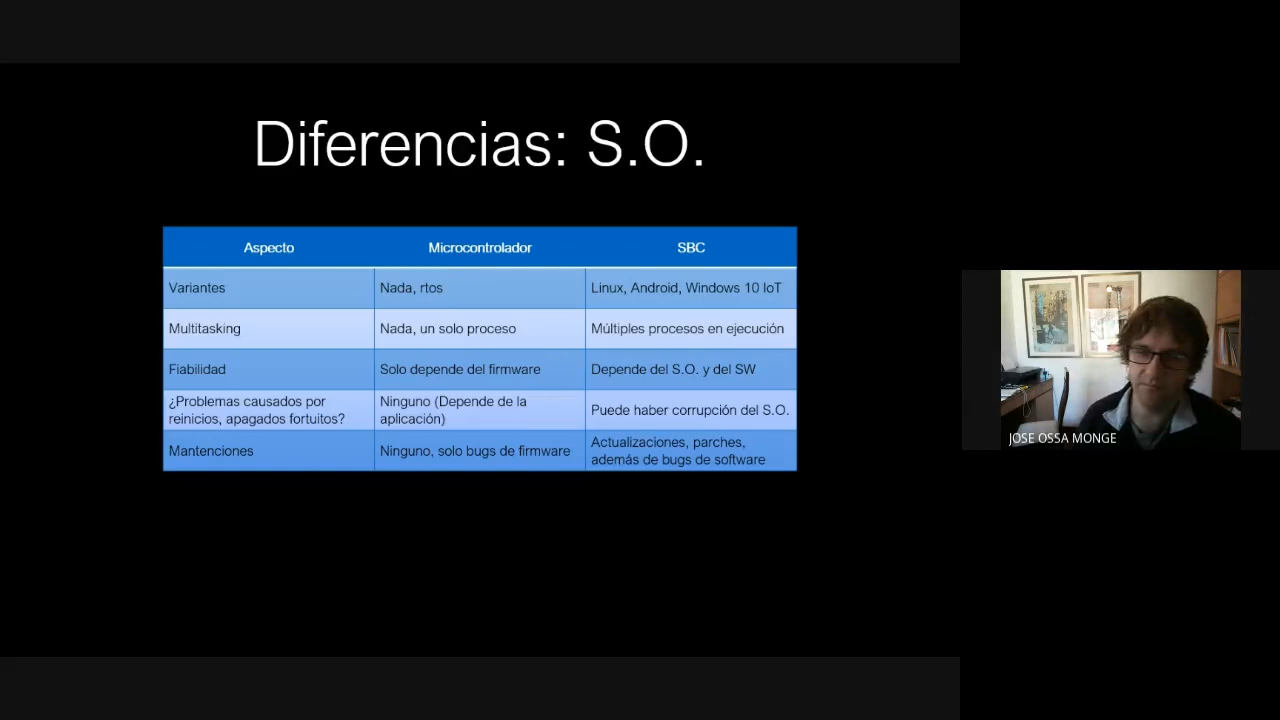 Diferencias: S.O.
Aspecto Microcontrolador SBC
Variantes Nada, rtos Linux, Android, Windows 10 IoT
Multitasking Nada, un solo proceso Múltiples procesos en ejecución
Fiabilidad Solo depende del firmware Depende del S.O. y del SW
¿Problemas causados por
reinicios, apagados fortuitos?
Ninguno (Depende de la
aplicación)
Puede haber corrupción del S.O.
Mantenciones Ninguno, solo bugs de firmware
Actualizaciones, parches,
además de bugs de software
JOSE OSSA MONGE